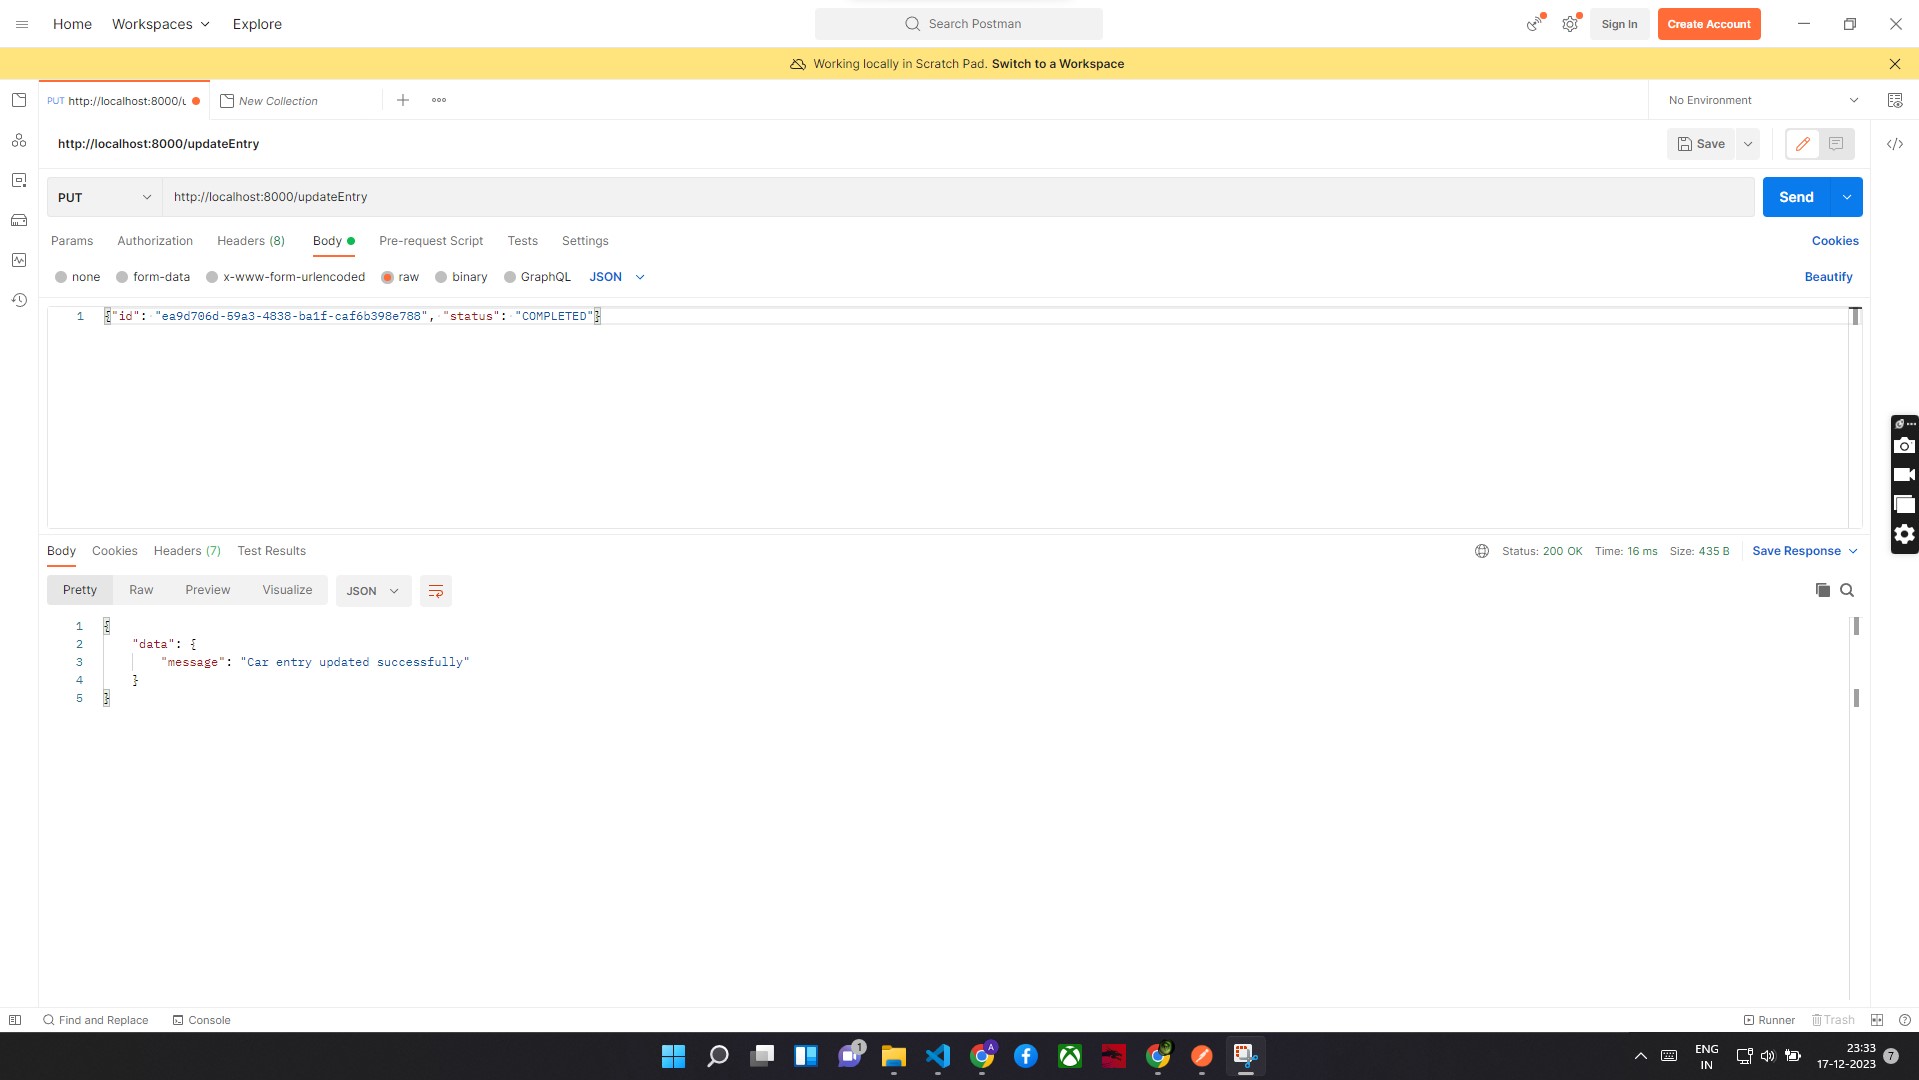 Home Workspaces Explore Search Postman Sign In Create Account
Working locally in Scratch Pad. Switch to a Workspace
PUT http://localhost:8000/u New Collection No Environment
http://localhost:8000/updateEntry Save
PUT http://localhost:8000/updateEntry Send
Params Authorization Headers (8) Body Pre-request Script Tests Settings Cookies
none form-data x-www-form-urlencoded raw binary GraphQL JSON Beautify
1 {"id": "ea9d706d-59a3-4838-ba1f-caf6b398e788", "status": "COMPLETED"}
Body Cookies Headers (7) Test Results Status: 200 OK Time: 16 ms Size: 435 B Save Response
Pretty Raw Preview Visualize JSON
1 {
2 "data": {
3 "message": "Car entry updated successfully"
4 }
5 }
Find and Replace Console Runner Trash
1 A ENG 23:33
IN 17-12-2023 7